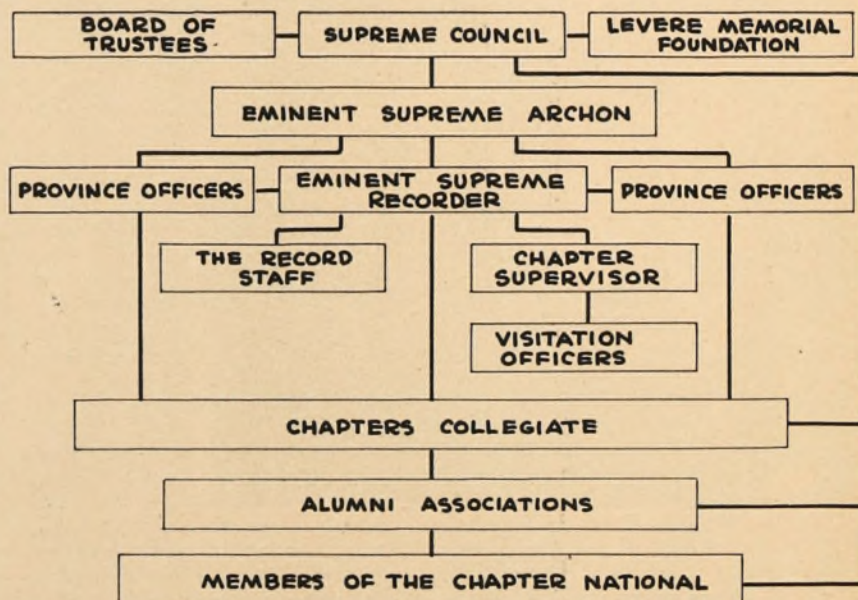 BOARD OF
TRUSTEES
SUPREME COUNCIL
LEVERE MEMORIAL
FOUNDATION
EMINENT SUPREME ARCHON
PROVINCE OFFICERS
EMINENT SUPREME
RECORDER
PROVINCE OFFICERS
THE RECORD
STAFF
CHAPTER
SUPERVISOR
VISITATION
OFFICERS
CHAPTERS COLLEGIATE
ALUMNI ASSOCIATIONS
MEMBERS OF THE CHAPTER NATIONAL